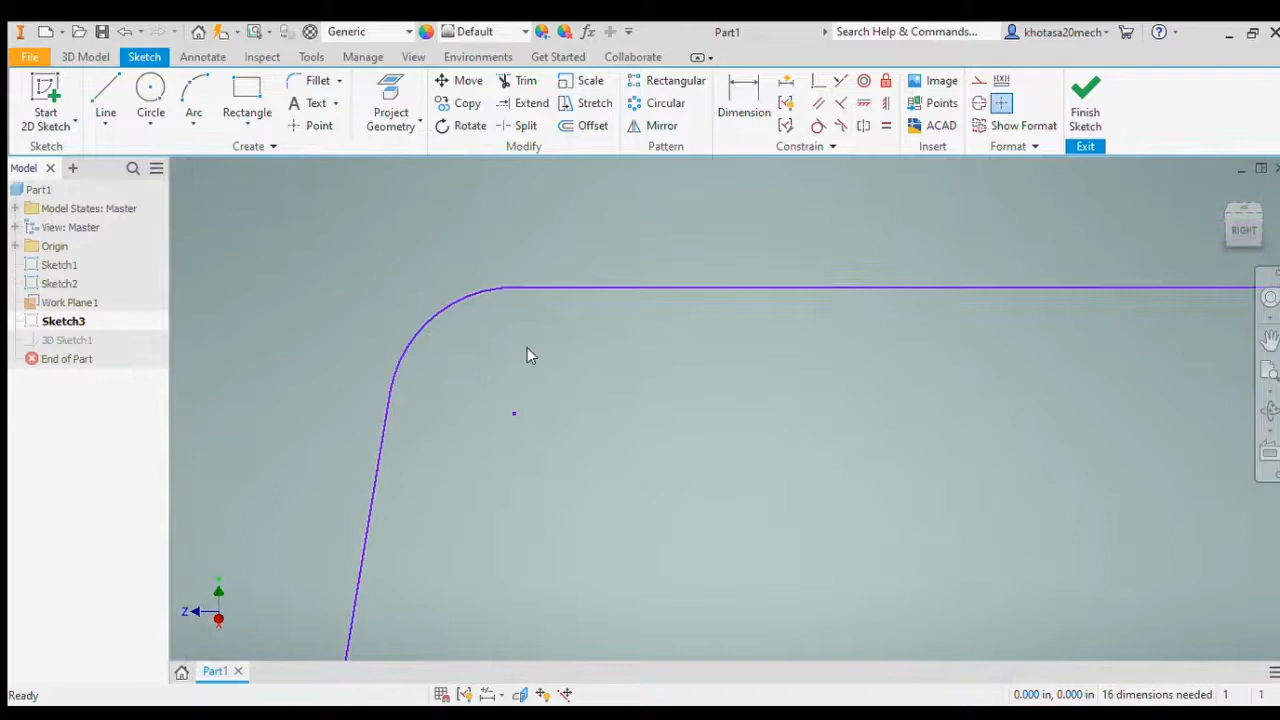 Generic Default fx Part1 Search Help & Commands... khotasa20mech
File 3D Model Sketch Annotate Inspect Tools Manage View Environments Get Started Collaborate
Start 2D Sketch
Line Circle Arc Rectangle
Fillet
Text
Point
Project Geometry
Move Trim Scale
Copy Extend Stretch
Rotate Split Offset
Rectangular
Circular
Mirror
Dimension
Image
Points
ACAD
Show Format
Finish Sketch
Sketch Create Modify Pattern Constrain Insert Format Exit
Model
Part1
Model States: Master
View: Master
Origin
Sketch1
Sketch2
Work Plane1
Sketch3
3D Sketch1
End of Part
RIGHT
Z
X
Part1
Ready 0.000 in, 0.000 in 16 dimensions needed 1 1